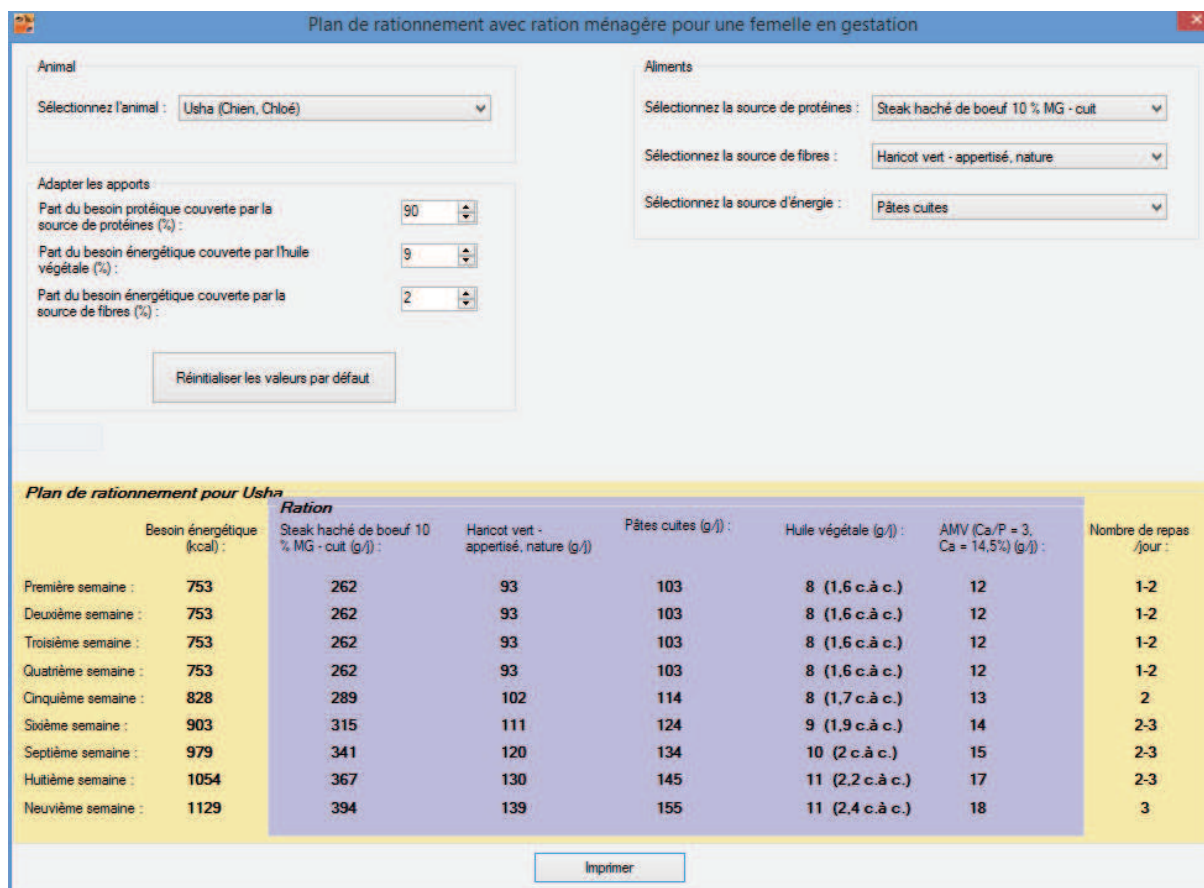 Plan de rationnement avec ration ménagére pour une femelle en gestation
Animal
Sélectionnez l'animal : Usha (Chien, Chloé)
Adapter les apports
Part du besoin protéique couverte par la
source de protéines (%) : 90
Part du besoin énergétique couverte par l'huile
végétale (%) : 9
Part du besoin énergétique couverte par la
source de fibres (%) : 2
Réinitialiser les valeurs par défaut
Aliments
Sélectionnez la source de protéines : Steak haché de boeuf 10 % MG - cuit
Sélectionnez la source de fibres : Haricot vert - appertisé, nature
Sélectionnez la source d'énergie : Pâtes cuites
Plan de rationnement pour Usha
Ration
Besoin énergétique (kcal) : Steak haché de boeuf 10 % MG - cuit (g/j) : Haricot vert - appertisé, nature (g/j) Pâtes cuites (g/j) : Huile végétale (g/j) : AMV (Ca/P = 3, Ca = 14,5%) (g/j) : Nombre de repas /jour :
Première semaine : 753 262 93 103 8 (1,6 c.à c.) 12 1-2
Deuxième semaine : 753 262 93 103 8 (1,6 c.à c.) 12 1-2
Troisième semaine : 753 262 93 103 8 (1,6 c.à c.) 12 1-2
Quatrième semaine : 753 262 93 103 8 (1,6 c.à c.) 12 1-2
Cinquième semaine : 828 289 102 114 8 (1,7 c.à c.) 13 2
Sixième semaine : 903 315 111 124 9 (1,9 c.à c.) 14 2-3
Septième semaine : 979 341 120 134 10 (2 c.à c.) 15 2-3
Huitième semaine : 1054 367 130 145 11 (2,2 c.à c.) 17 2-3
Neuvième semaine : 1129 394 139 155 11 (2,4 c.à c.) 18 3
Imprimer